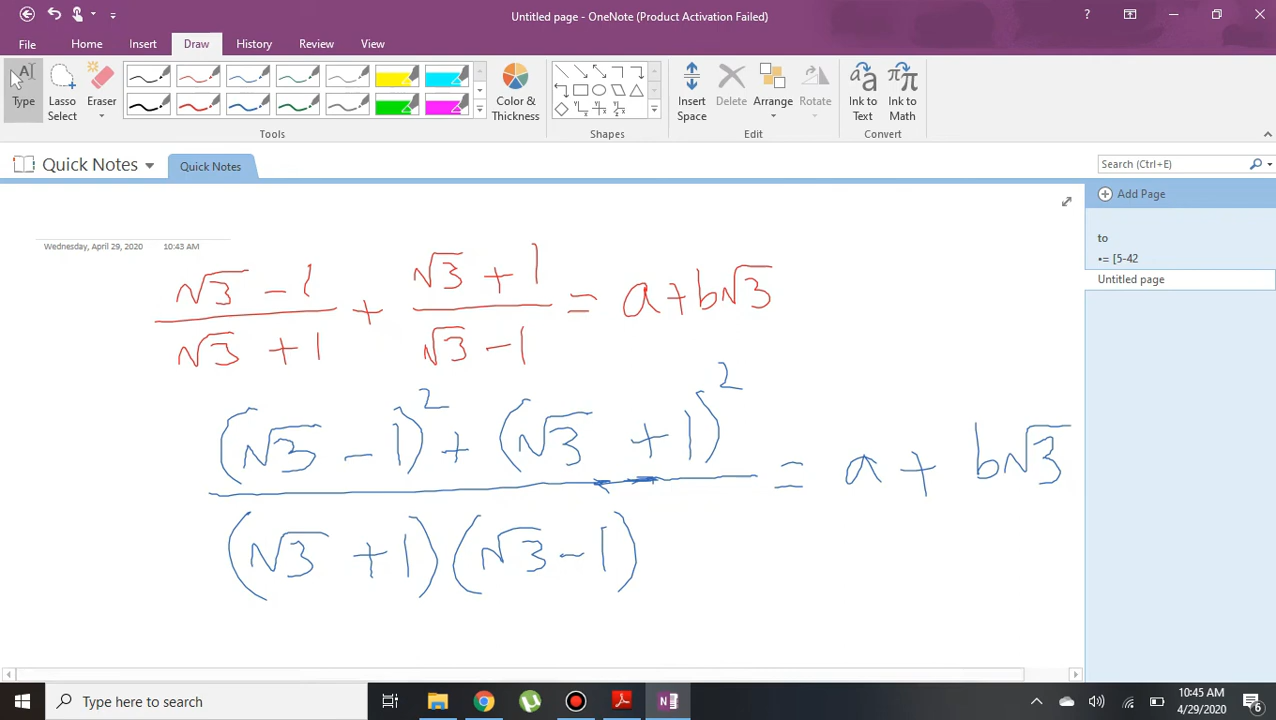 Untitled page - OneNote (Product Activation Failed)
?
File Home Insert Draw History Review View
Type
Lasso Select
Eraser
Color & Thickness
Insert Space
Delete
Arrange
Rotate
Ink to Text
Ink to Math
Tools
Shapes
Edit
Convert
Quick Notes
Quick Notes
Search (Ctrl+E)
Add Page
to
•= [5-42
Untitled page
Wednesday, April 29, 2020 10:43 AM
√3 - 1 / √3 + 1 + √3 + 1 / √3 - 1 = a + b√3
(√3 - 1)² + (√3 + 1)² / (√3 + 1)(√3 - 1) = a + b√3
Type here to search
10:45 AM
4/29/2020
6